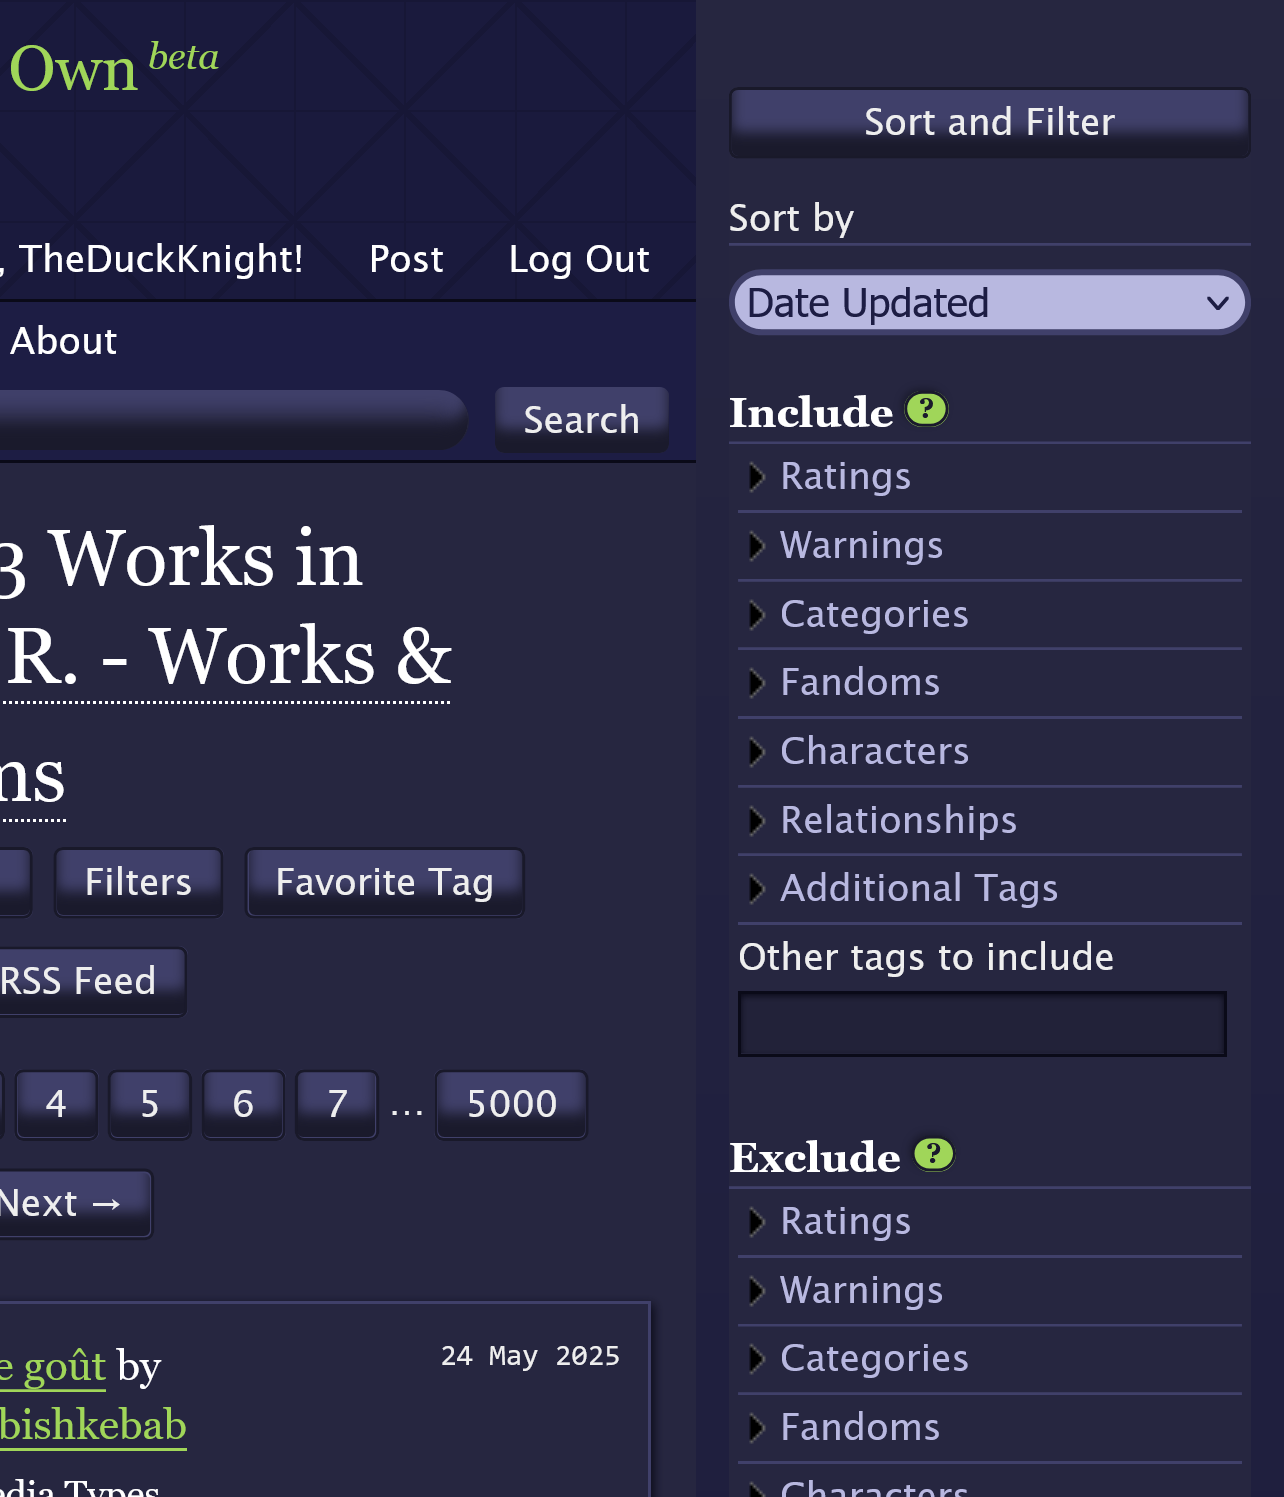 Own beta
, TheDuckKnight!
Post
Log Out
About
Search
3 Works in
R. - Works &
ms
Filters
Favorite Tag
RSS Feed
4
5
6
7
...
5000
Next →
e goût by
bishkebab
24 May 2025
edia Types
Sort and Filter
Sort by
Date Updated
Include ?
Ratings
Warnings
Categories
Fandoms
Characters
Relationships
Additional Tags
Other tags to include
Exclude ?
Ratings
Warnings
Categories
Fandoms
Characters